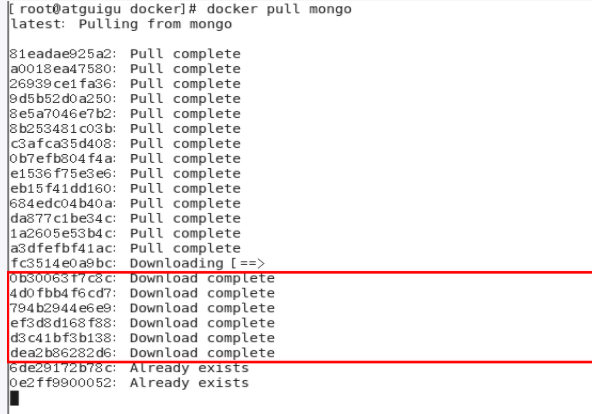 [root@atguigu docker]# docker pull mongo
latest: Pulling from mongo
81eadae925a2: Pull complete
a0018ea47580: Pull complete
26939ce1fa36: Pull complete
9d5b52d0a250: Pull complete
8e5a7046e7b2: Pull complete
8b253481c03b: Pull complete
c3afca35d408: Pull complete
0b7efb804f4a: Pull complete
e1536f75e3e6: Pull complete
eb15f41dd160: Pull complete
684edc04b40a: Pull complete
da877c1be34c: Pull complete
1a2605e53b4c: Pull complete
a3dfefbf41ac: Pull complete
fc3514e0a9bc: Downloading [==>
0b30063f7c8c: Download complete
4d0fbb4f6cd7: Download complete
794b2944e6e9: Download complete
ef3d8d168f88: Download complete
d3c41bf3b138: Download complete
dea2b86282d6: Download complete
6de29172b78c: Already exists
0e2ff9900052: Already exists